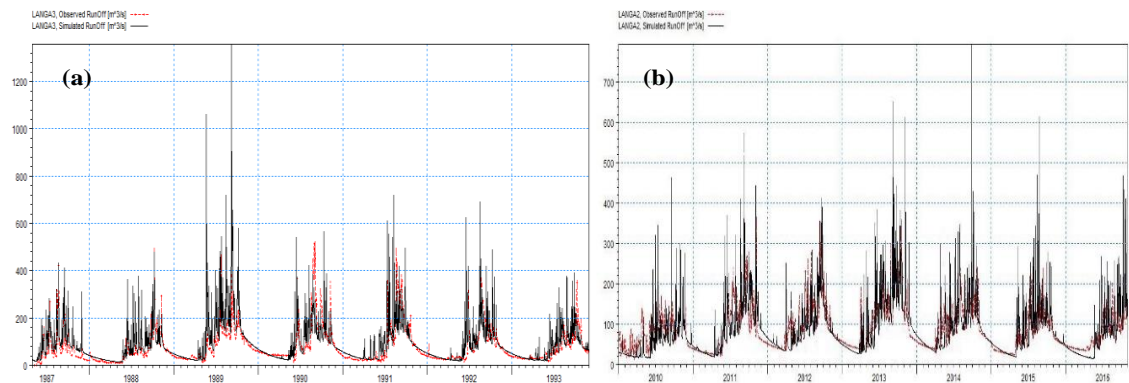 LANGA3, Observed RunOff [m^3/s]
LANGA3, Simulated RunOff [m^3/s]
LANGA2, Observed RunOff [m^3/s]
LANGA2, Simulated RunOff [m^3/s]
(a)
(b)
1200
1000
800
600
400
200
0
1987 1988 1989 1990 1991 1992 1993
700
600
500
400
300
200
100
0
2010 2011 2012 2013 2014 2015 2016